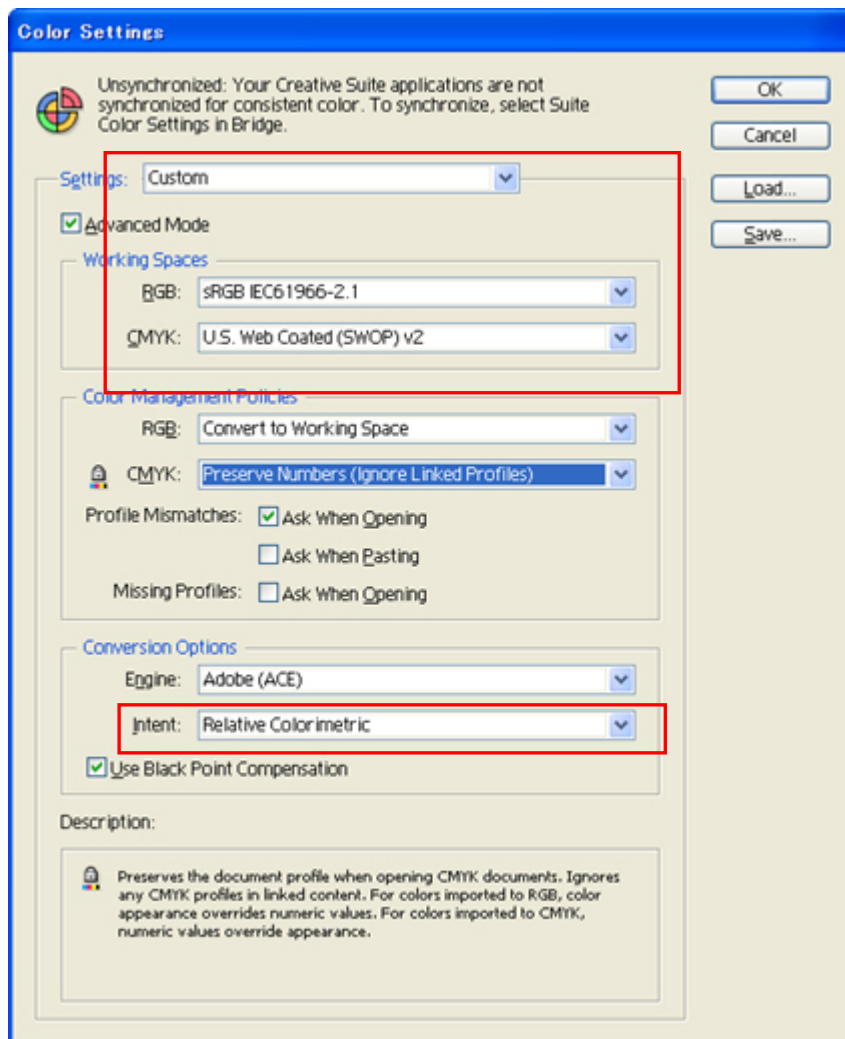 Color Settings
Unsynchronized: Your Creative Suite applications are not
synchronized for consistent color. To synchronize, select Suite
Color Settings in Bridge.
OK
Cancel
Load...
Save...
Settings: Custom
Advanced Mode
Working Spaces
RGB: sRGB IEC61966-2.1
CMYK: U.S. Web Coated (SWOP) v2
Color Management Policies
RGB: Convert to Working Space
CMYK: Preserve Numbers (Ignore Linked Profiles)
Profile Mismatches: Ask When Opening
Ask When Pasting
Missing Profiles: Ask When Opening
Conversion Options
Engine: Adobe (ACE)
Intent: Relative Colorimetric
Use Black Point Compensation
Description:
Preserves the document profile when opening CMYK documents. Ignores
any CMYK profiles in linked content. For colors imported to RGB, color
appearance overrides numeric values. For colors imported to CMYK,
numeric values override appearance.